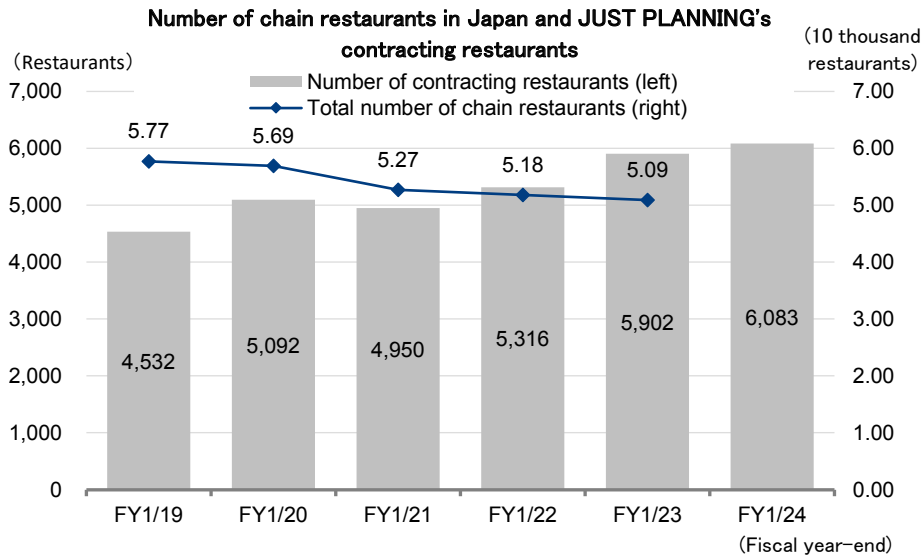 Number of chain restaurants in Japan and JUST PLANNING's
contracting restaurants
(Restaurants)
(10 thousand
restaurants)
Number of contracting restaurants (left)
Total number of chain restaurants (right)
7,000
6,000
5,000
4,000
3,000
2,000
1,000
0
7.00
6.00
5.00
4.00
3.00
2.00
1.00
0.00
5.77
5.69
5.27
5.18
5.09
4,532
5,092
4,950
5,316
5,902
6,083
FY1/19
FY1/20
FY1/21
FY1/22
FY1/23
FY1/24
(Fiscal year-end)